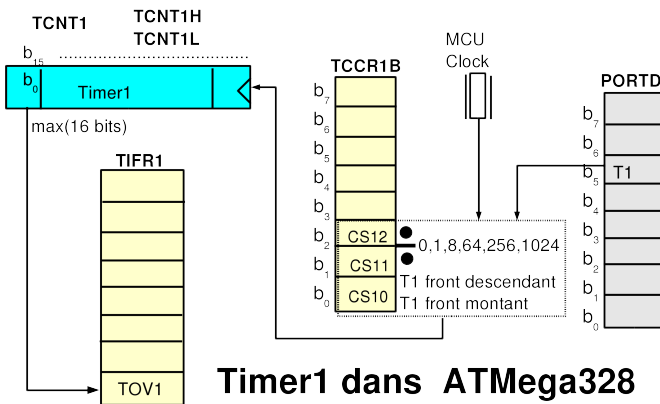 TCNT1
TCNT1H
TCNT1L
b15
b0
Timer1
max(16 bits)
TIFR1
TOV1
TCCR1B
b7
b6
b5
b4
b3
b2
b1
b0
CS12
CS11
CS10
MCU
Clock
0,1,8,64,256,1024
T1 front descendant
T1 front montant
PORTD
b7
b6
b5
b4
b3
b2
b1
b0
T1
Timer1 dans ATMega328